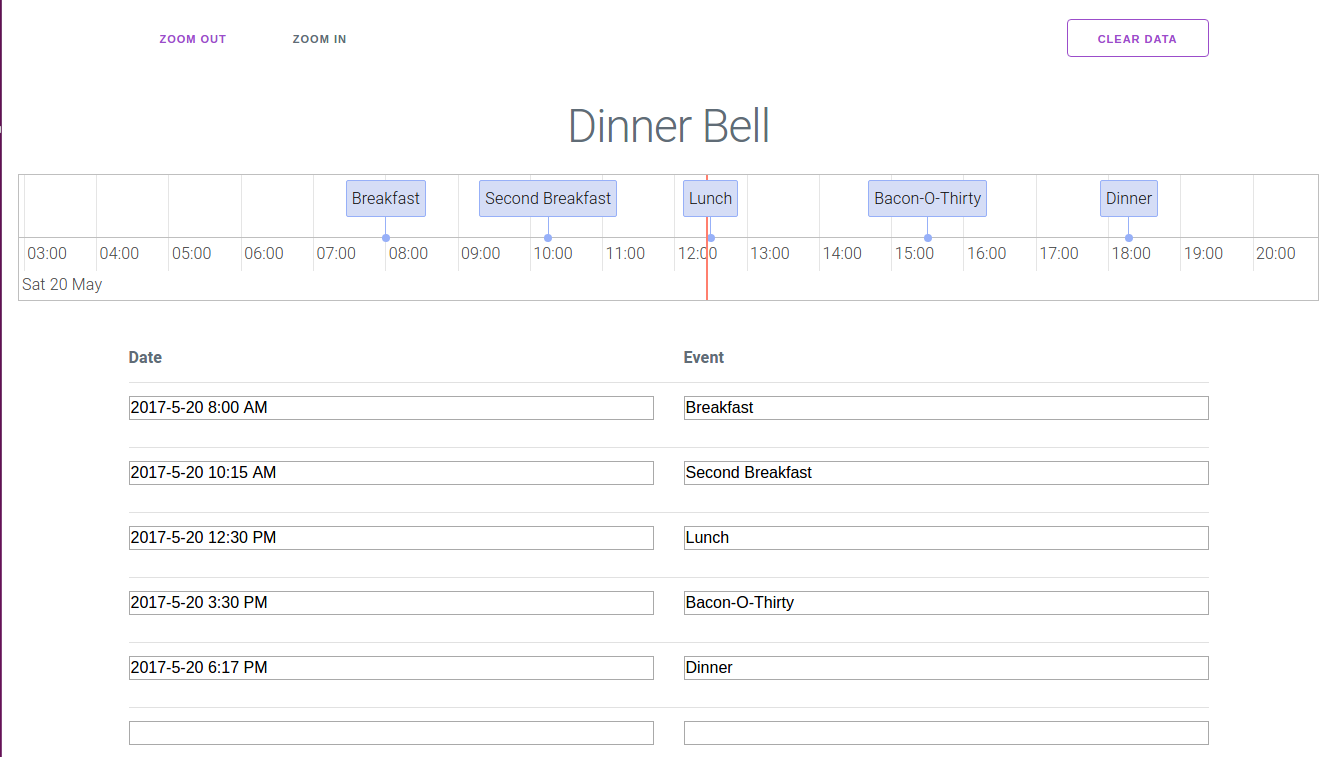 ZOOM OUT ZOOM IN CLEAR DATA
Dinner Bell
Breakfast Second Breakfast Lunch Bacon-O-Thirty Dinner
03:00 04:00 05:00 06:00 07:00 08:00 09:00 10:00 11:00 12:00 13:00 14:00 15:00 16:00 17:00 18:00 19:00 20:00
Sat 20 May
Date Event
2017-5-20 8:00 AM Breakfast
2017-5-20 10:15 AM Second Breakfast
2017-5-20 12:30 PM Lunch
2017-5-20 3:30 PM Bacon-O-Thirty
2017-5-20 6:17 PM Dinner